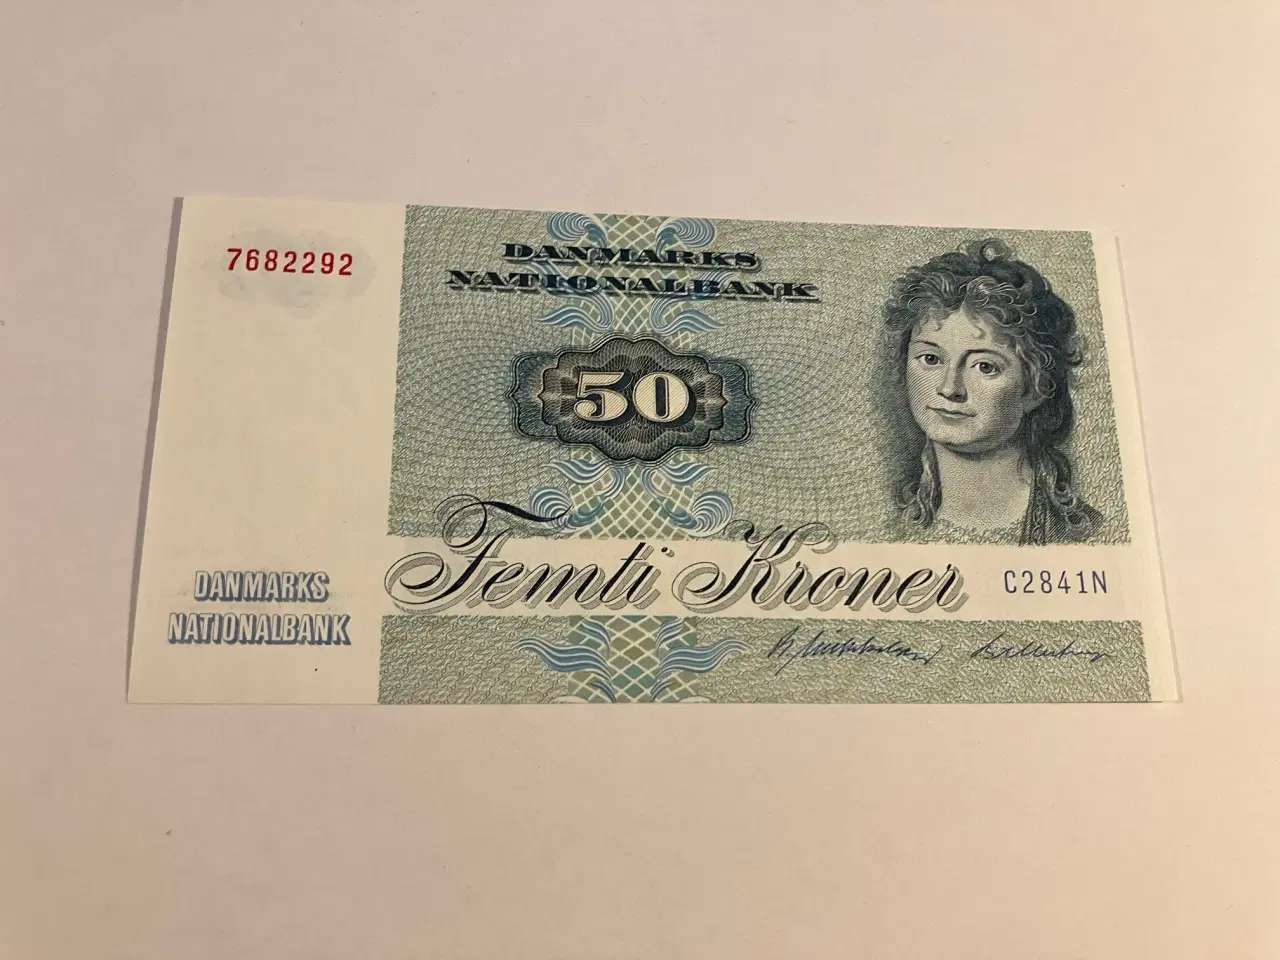 7682292
DANMARKS
NATIONALBANK
50
Femti Kroner
C2841N
DANMARKS
NATIONALBANK